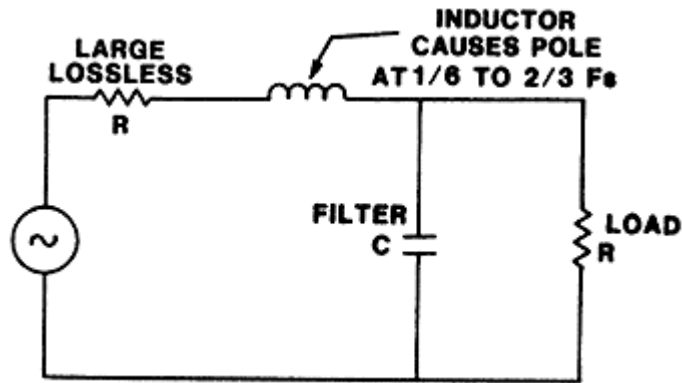 INDUCTOR
CAUSES POLE
AT 1/6 TO 2/3 Fs
LARGE
LOSSLESS
R
FILTER
C
LOAD
R